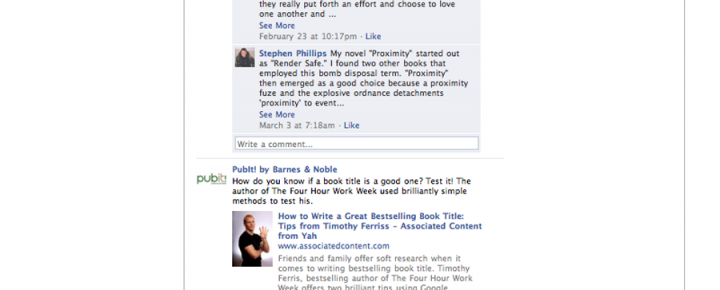 they really put forth an effort and choose to love
one another and ...
See More
February 23 at 10:17pm · Like
Stephen Phillips My novel "Proximity" started out
as "Render Safe." I found two other books that
employed this bomb disposal term. "Proximity"
then emerged as a good choice because a proximity
fuze and the explosive ordnance detachments
'proximity' to event...
See More
March 3 at 7:18am · Like
Write a comment...
PubIt! by Barnes & Noble
pubit!
How do you know if a book title is a good one? Test it! The
author of The Four Hour Work Week used brilliantly simple
methods to test his.
How to Write a Great Bestselling Book Title:
Tips from Timothy Ferriss – Associated Content
from Yah
www.associatedcontent.com
Friends and family offer soft research when it
comes to writing bestselling book title. Timothy
Ferris, bestselling author of The Four Hour Work
Week offers two brilliant tips using Google